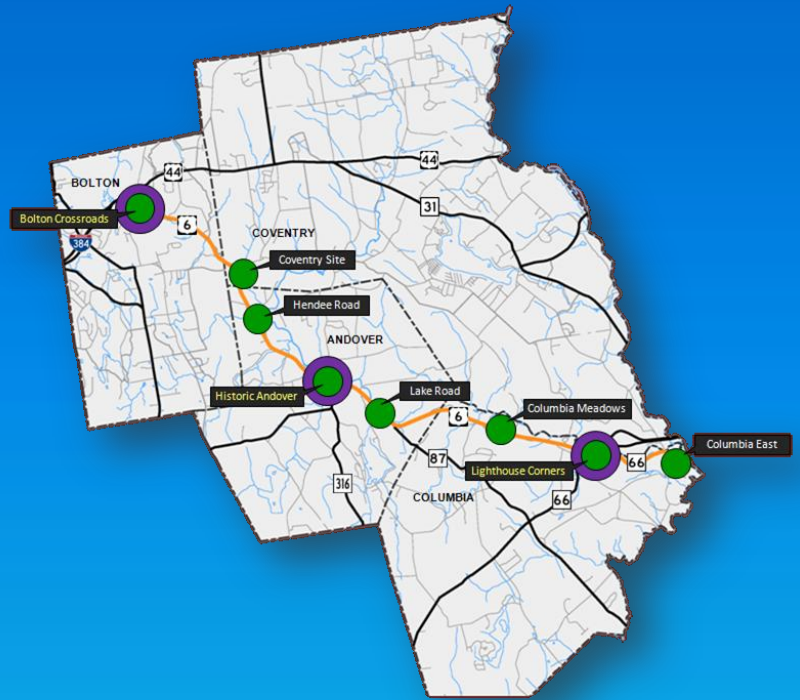 44
44
BOLTON
31
Bolton Crossroads
6
COVENTRY
384
Coventry Site
Hendee Road
ANDOVER
Lake Road
Historic Andover
Columbia Meadows
6
Columbia East
87
Lighthouse Corners
66
316
COLUMBIA
66